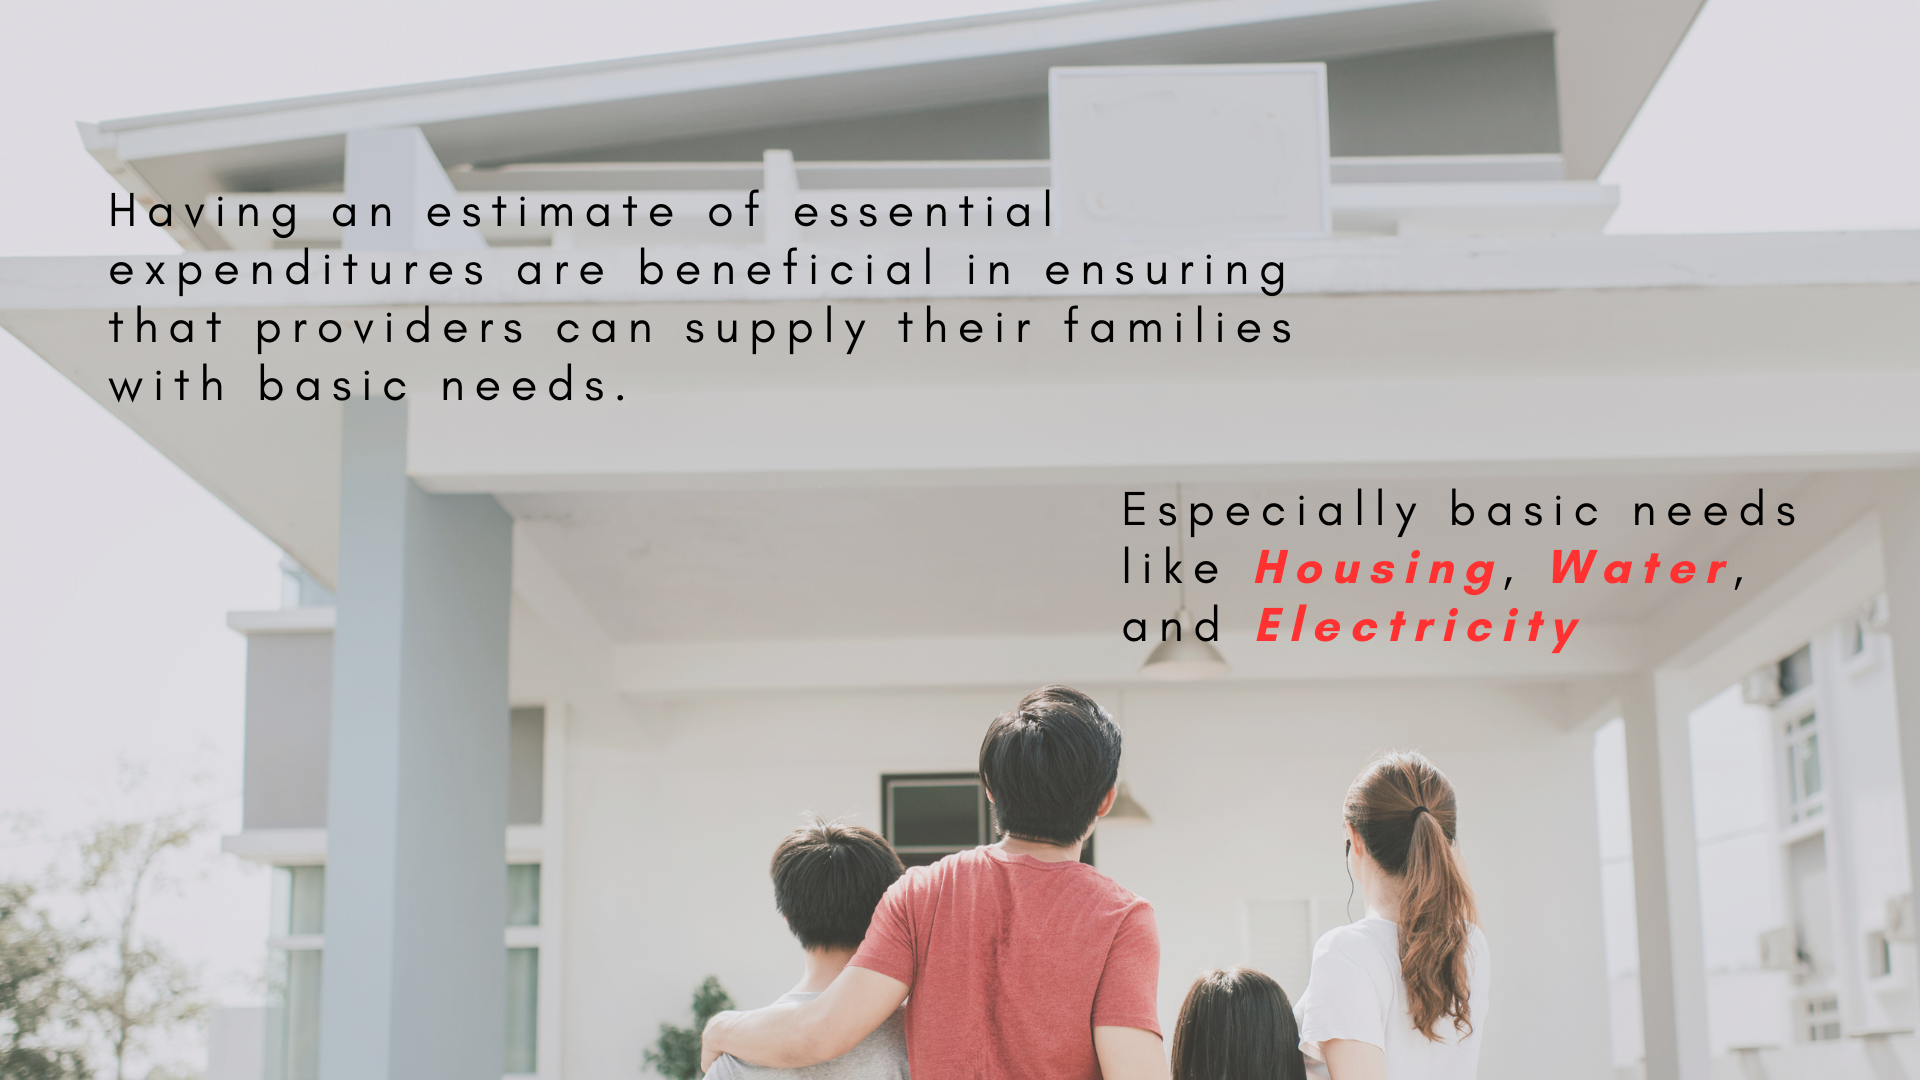 Having an estimate of essential
expenditures are beneficial in ensuring
that providers can supply their families
with basic needs.
Especially basic needs
like Housing, Water,
and Electricity